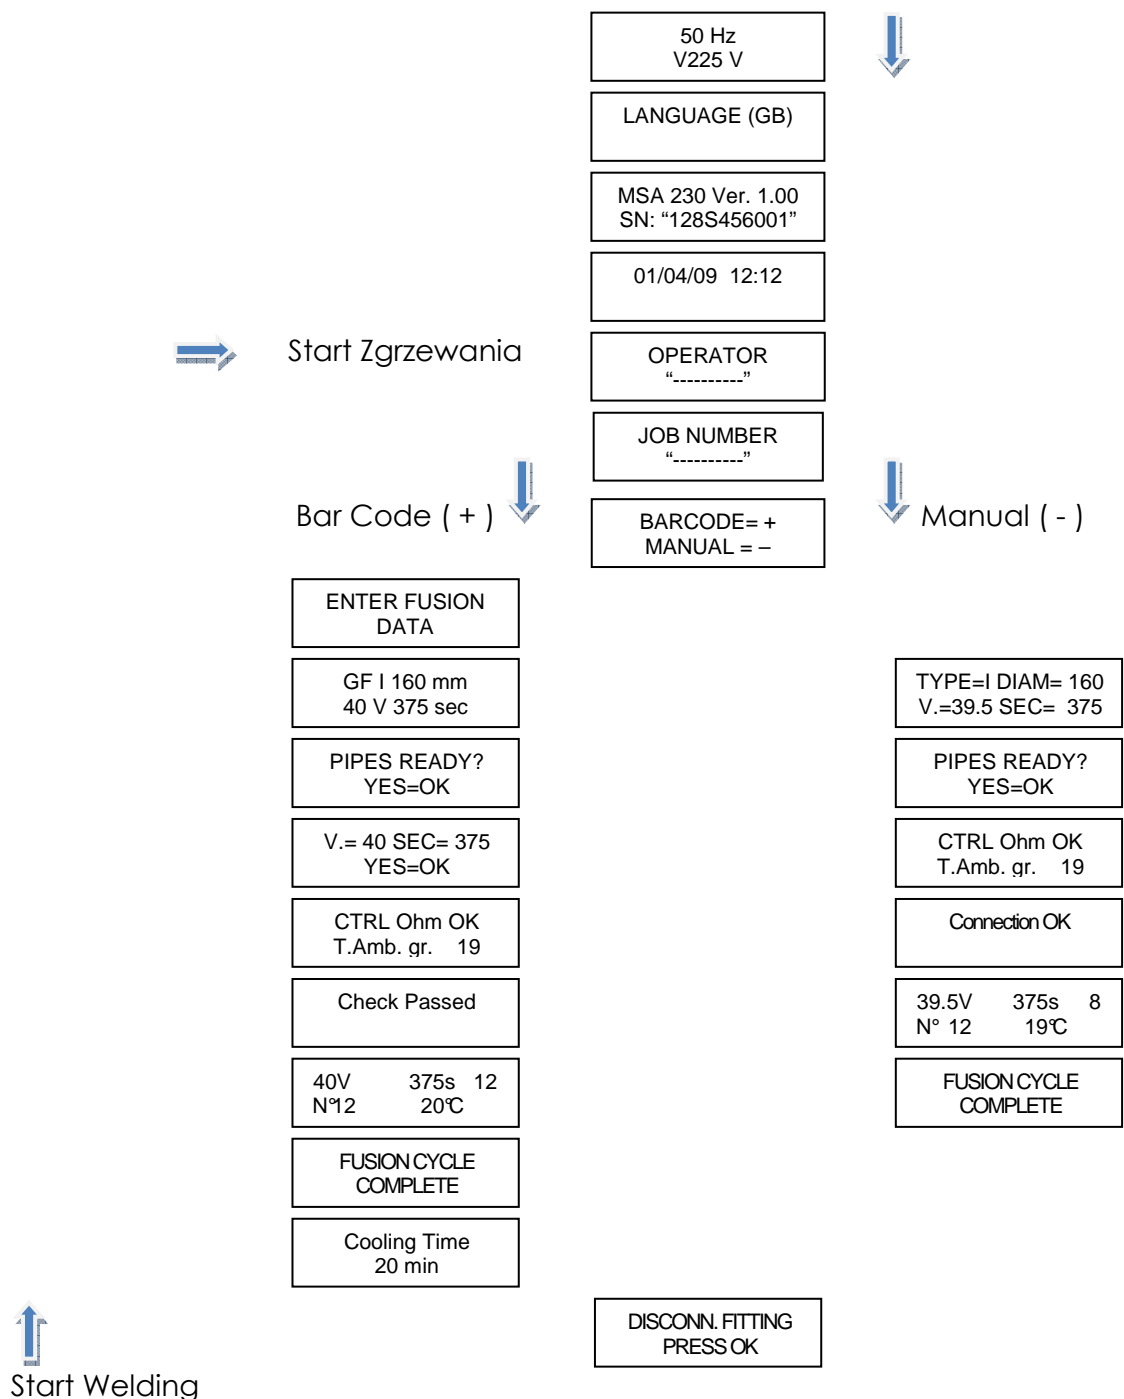 50 Hz
V225 V
LANGUAGE (GB)
MSA 230 Ver. 1.00
SN: “128S456001”
01/04/09 12:12
Start Zgrzewania
OPERATOR
“----------”
JOB NUMBER
“----------”
Bar Code ( + )
BARCODE= +
MANUAL = –
Manual ( - )
ENTER FUSION
DATA
GF I 160 mm
40 V 375 sec
PIPES READY?
YES=OK
V.= 40 SEC= 375
YES=OK
CTRL Ohm OK
T.Amb. gr. 19
Check Passed
40V 375s 12
N°12 20°C
FUSION CYCLE
COMPLETE
Cooling Time
20 min
TYPE=I DIAM= 160
V.=39.5 SEC= 375
PIPES READY?
YES=OK
CTRL Ohm OK
T.Amb. gr. 19
Connection OK
39.5V 375s 8
N° 12 19°C
FUSION CYCLE
COMPLETE
DISCONN. FITTING
PRESS OK
Start Welding